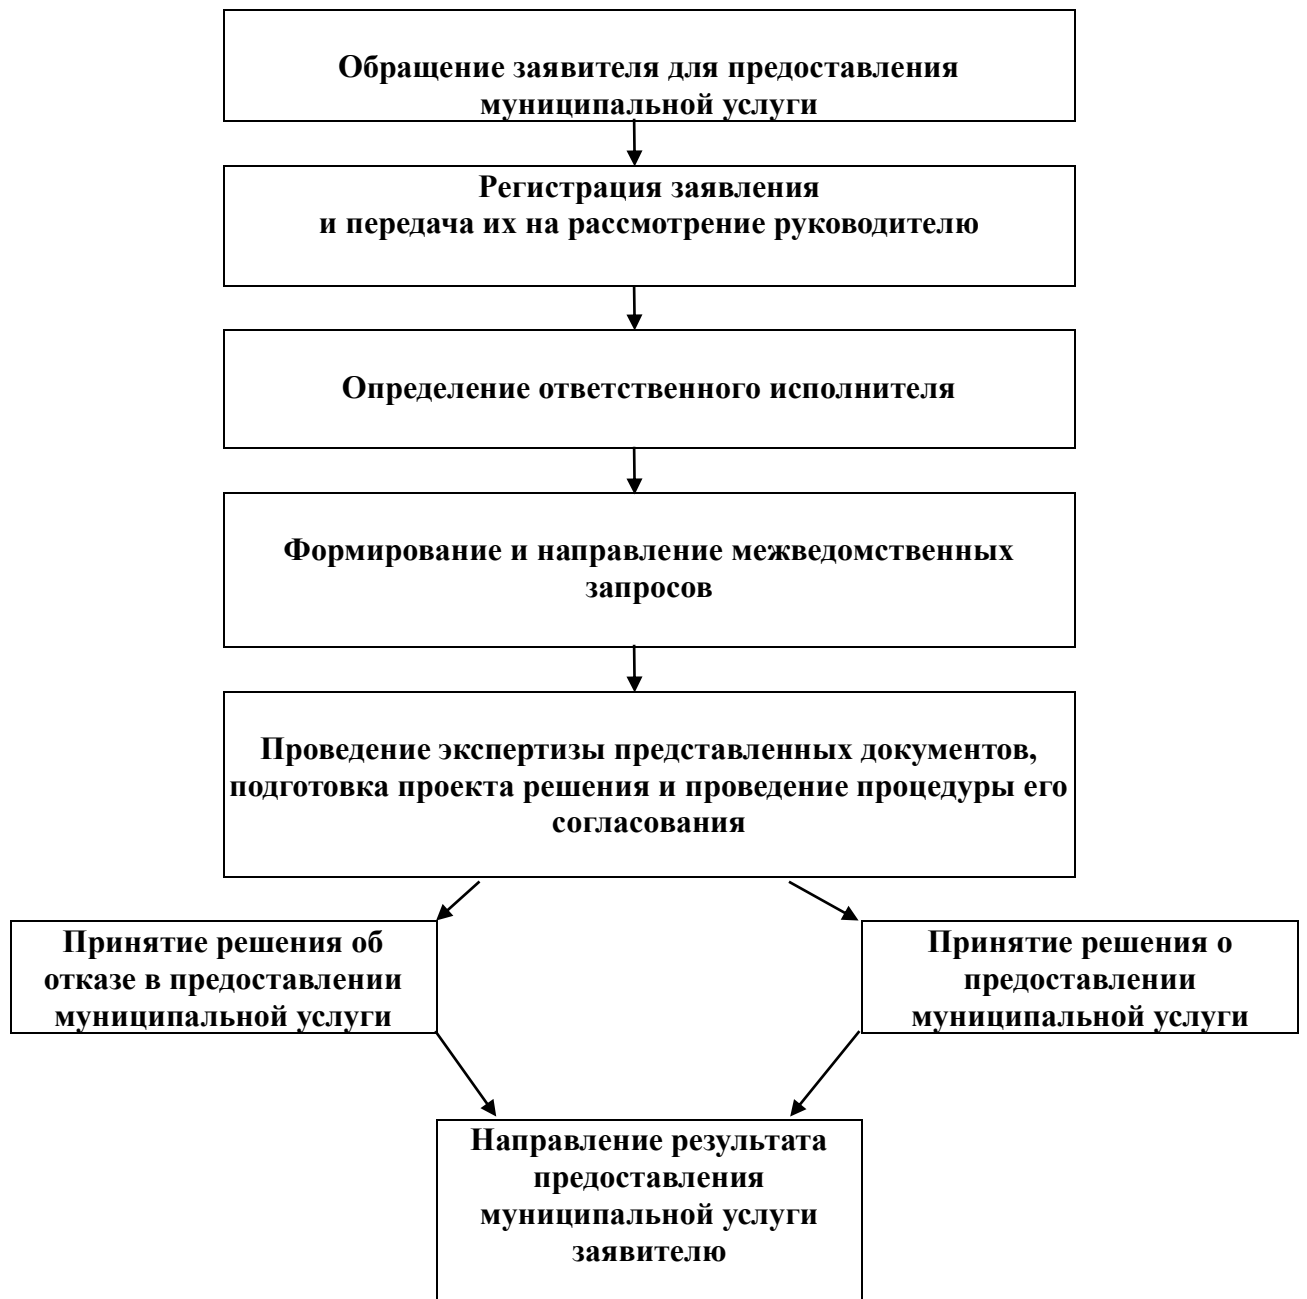 Обращение заявителя для предоставления
муниципальной услуги
Регистрация заявления
и передача их на рассмотрение руководителю
Определение ответственного исполнителя
Формирование и направление межведомственных
запросов
Проведение экспертизы представленных документов,
подготовка проекта решения и проведение процедуры его
согласования
Принятие решения об
отказе в предоставлении
муниципальной услуги
Принятие решения о
предоставлении
муниципальной услуги
Направление результата
предоставления
муниципальной услуги
заявителю